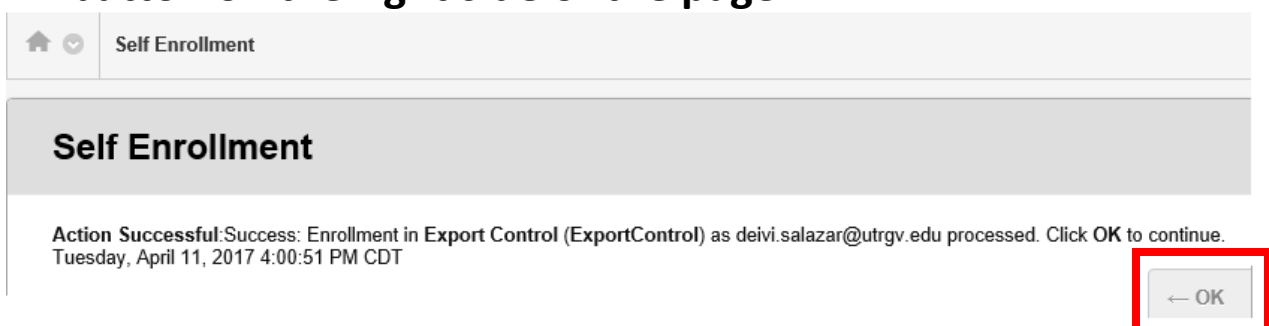 Self Enrollment
Self Enrollment
Action Successful:Success: Enrollment in Export Control (ExportControl) as deivi.salazar@utrgv.edu processed. Click OK to continue.
Tuesday, April 11, 2017 4:00:51 PM CDT
← OK